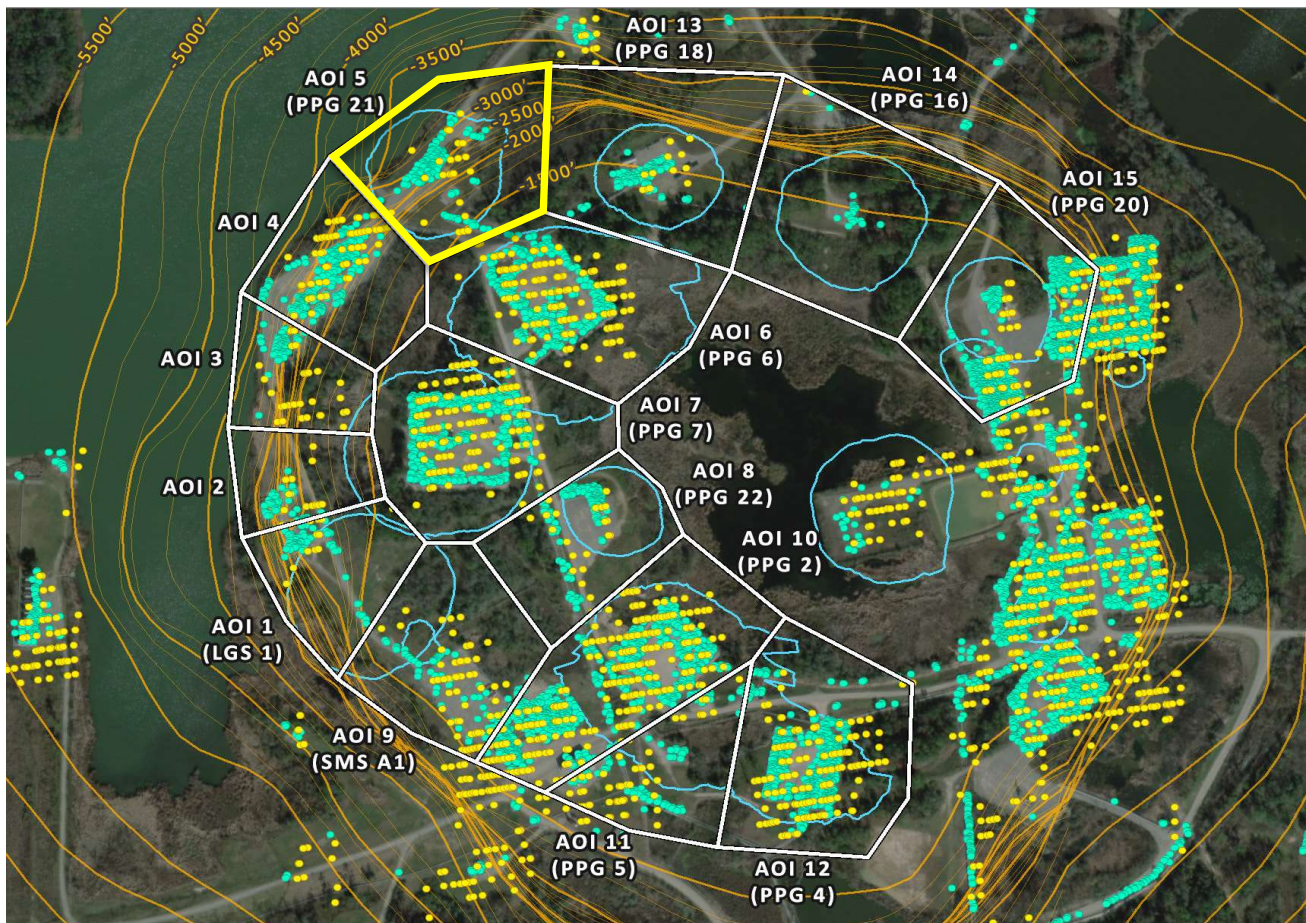 -5500'
-5000'
-4500'
-4000'
-3500'
AOI 13
(PPG 18)
AOI 14
(PPG 16)
AOI 5
(PPG 21)
-3000'
-2500'
-2000'
-1500'
AOI 15
(PPG 20)
AOI 4
AOI 3
AOI 6
(PPG 6)
AOI 7
(PPG 7)
AOI 2
AOI 8
(PPG 22)
AOI 10
(PPG 2)
AOI 1
(LGS 1)
AOI 9
(SMS A1)
AOI 11
(PPG 5)
AOI 12
(PPG 4)